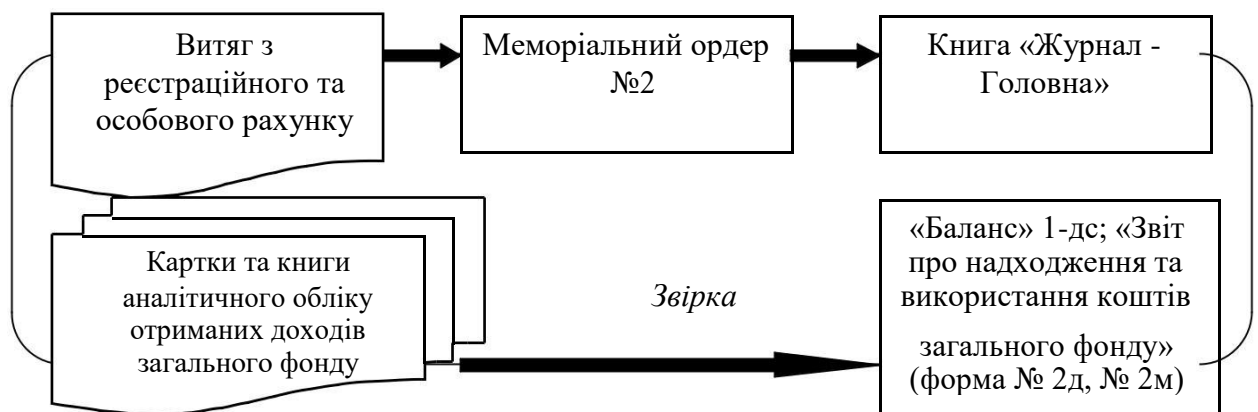 Витяг з
реєстраційного та
особового рахунку
Меморіальний ордер
№2
Книга «Журнал -
Головна»
Картки та книги
аналітичного обліку
отриманих доходів
загального фонду
Звірка
«Баланс» 1-дс; «Звіт
про надходження та
використання коштів
загального фонду»
(форма № 2д, № 2м)